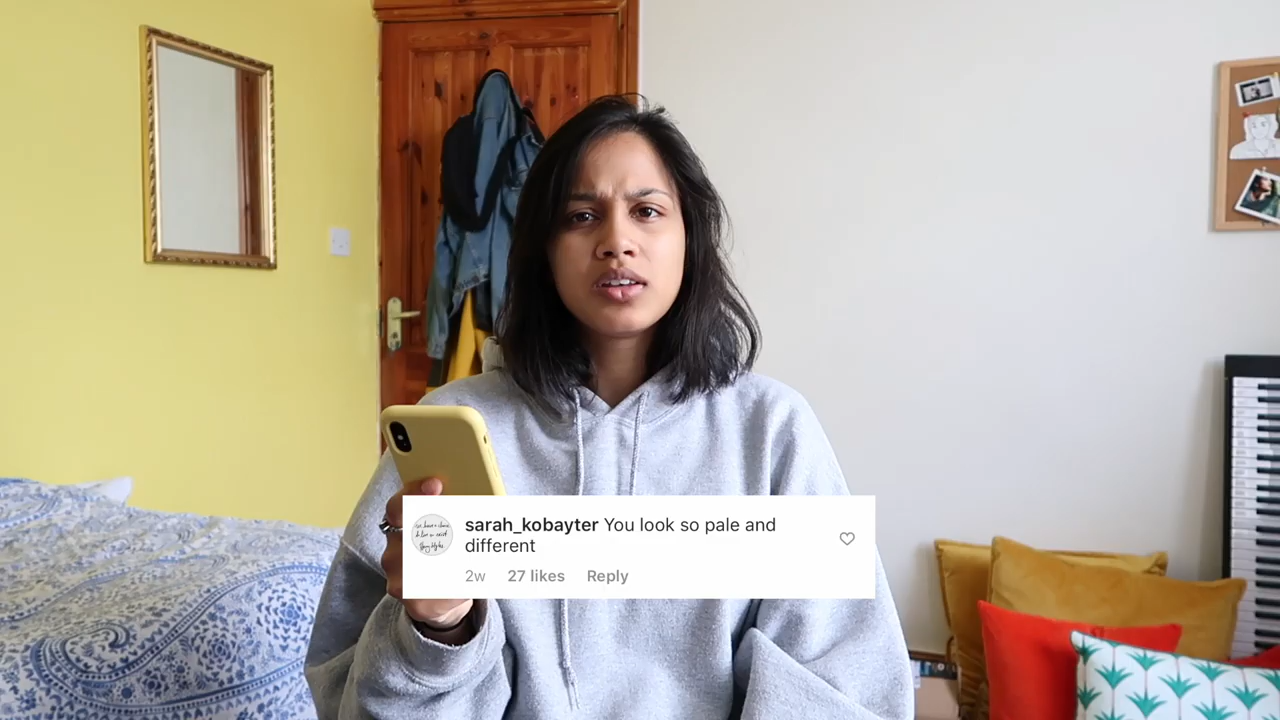 sarah_kobayter You look so pale and
different
2w 27 likes Reply